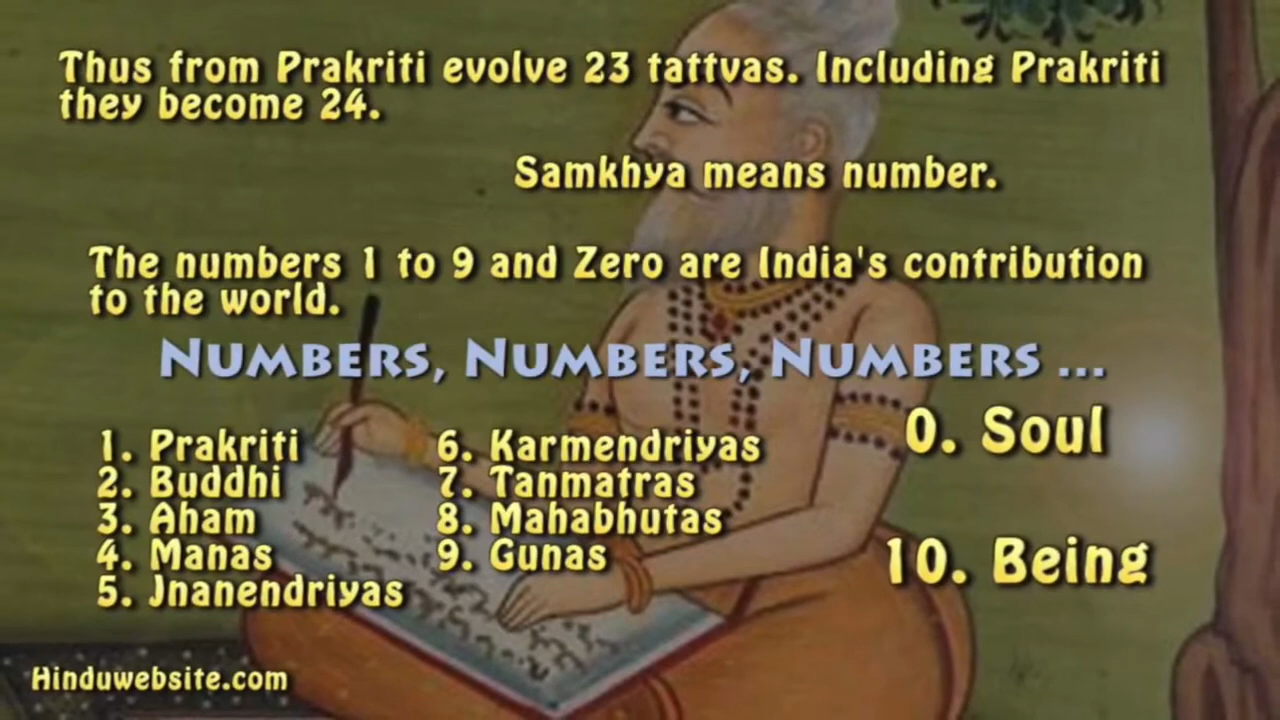 Thus from Prakriti evolve 23 tattvas. Including Prakriti
they become 24.
Samkhya means number.
The numbers 1 to 9 and Zero are India's contribution
to the world.
Numbers, Numbers, Numbers ...
1. Prakriti
2. Buddhi
3. Aham
4. Manas
5. Jnanendriyas
6. Karmendriyas
7. Tanmatras
8. Mahabhutas
9. Gunas
0. Soul
10. Being
Hinduwebsite.com